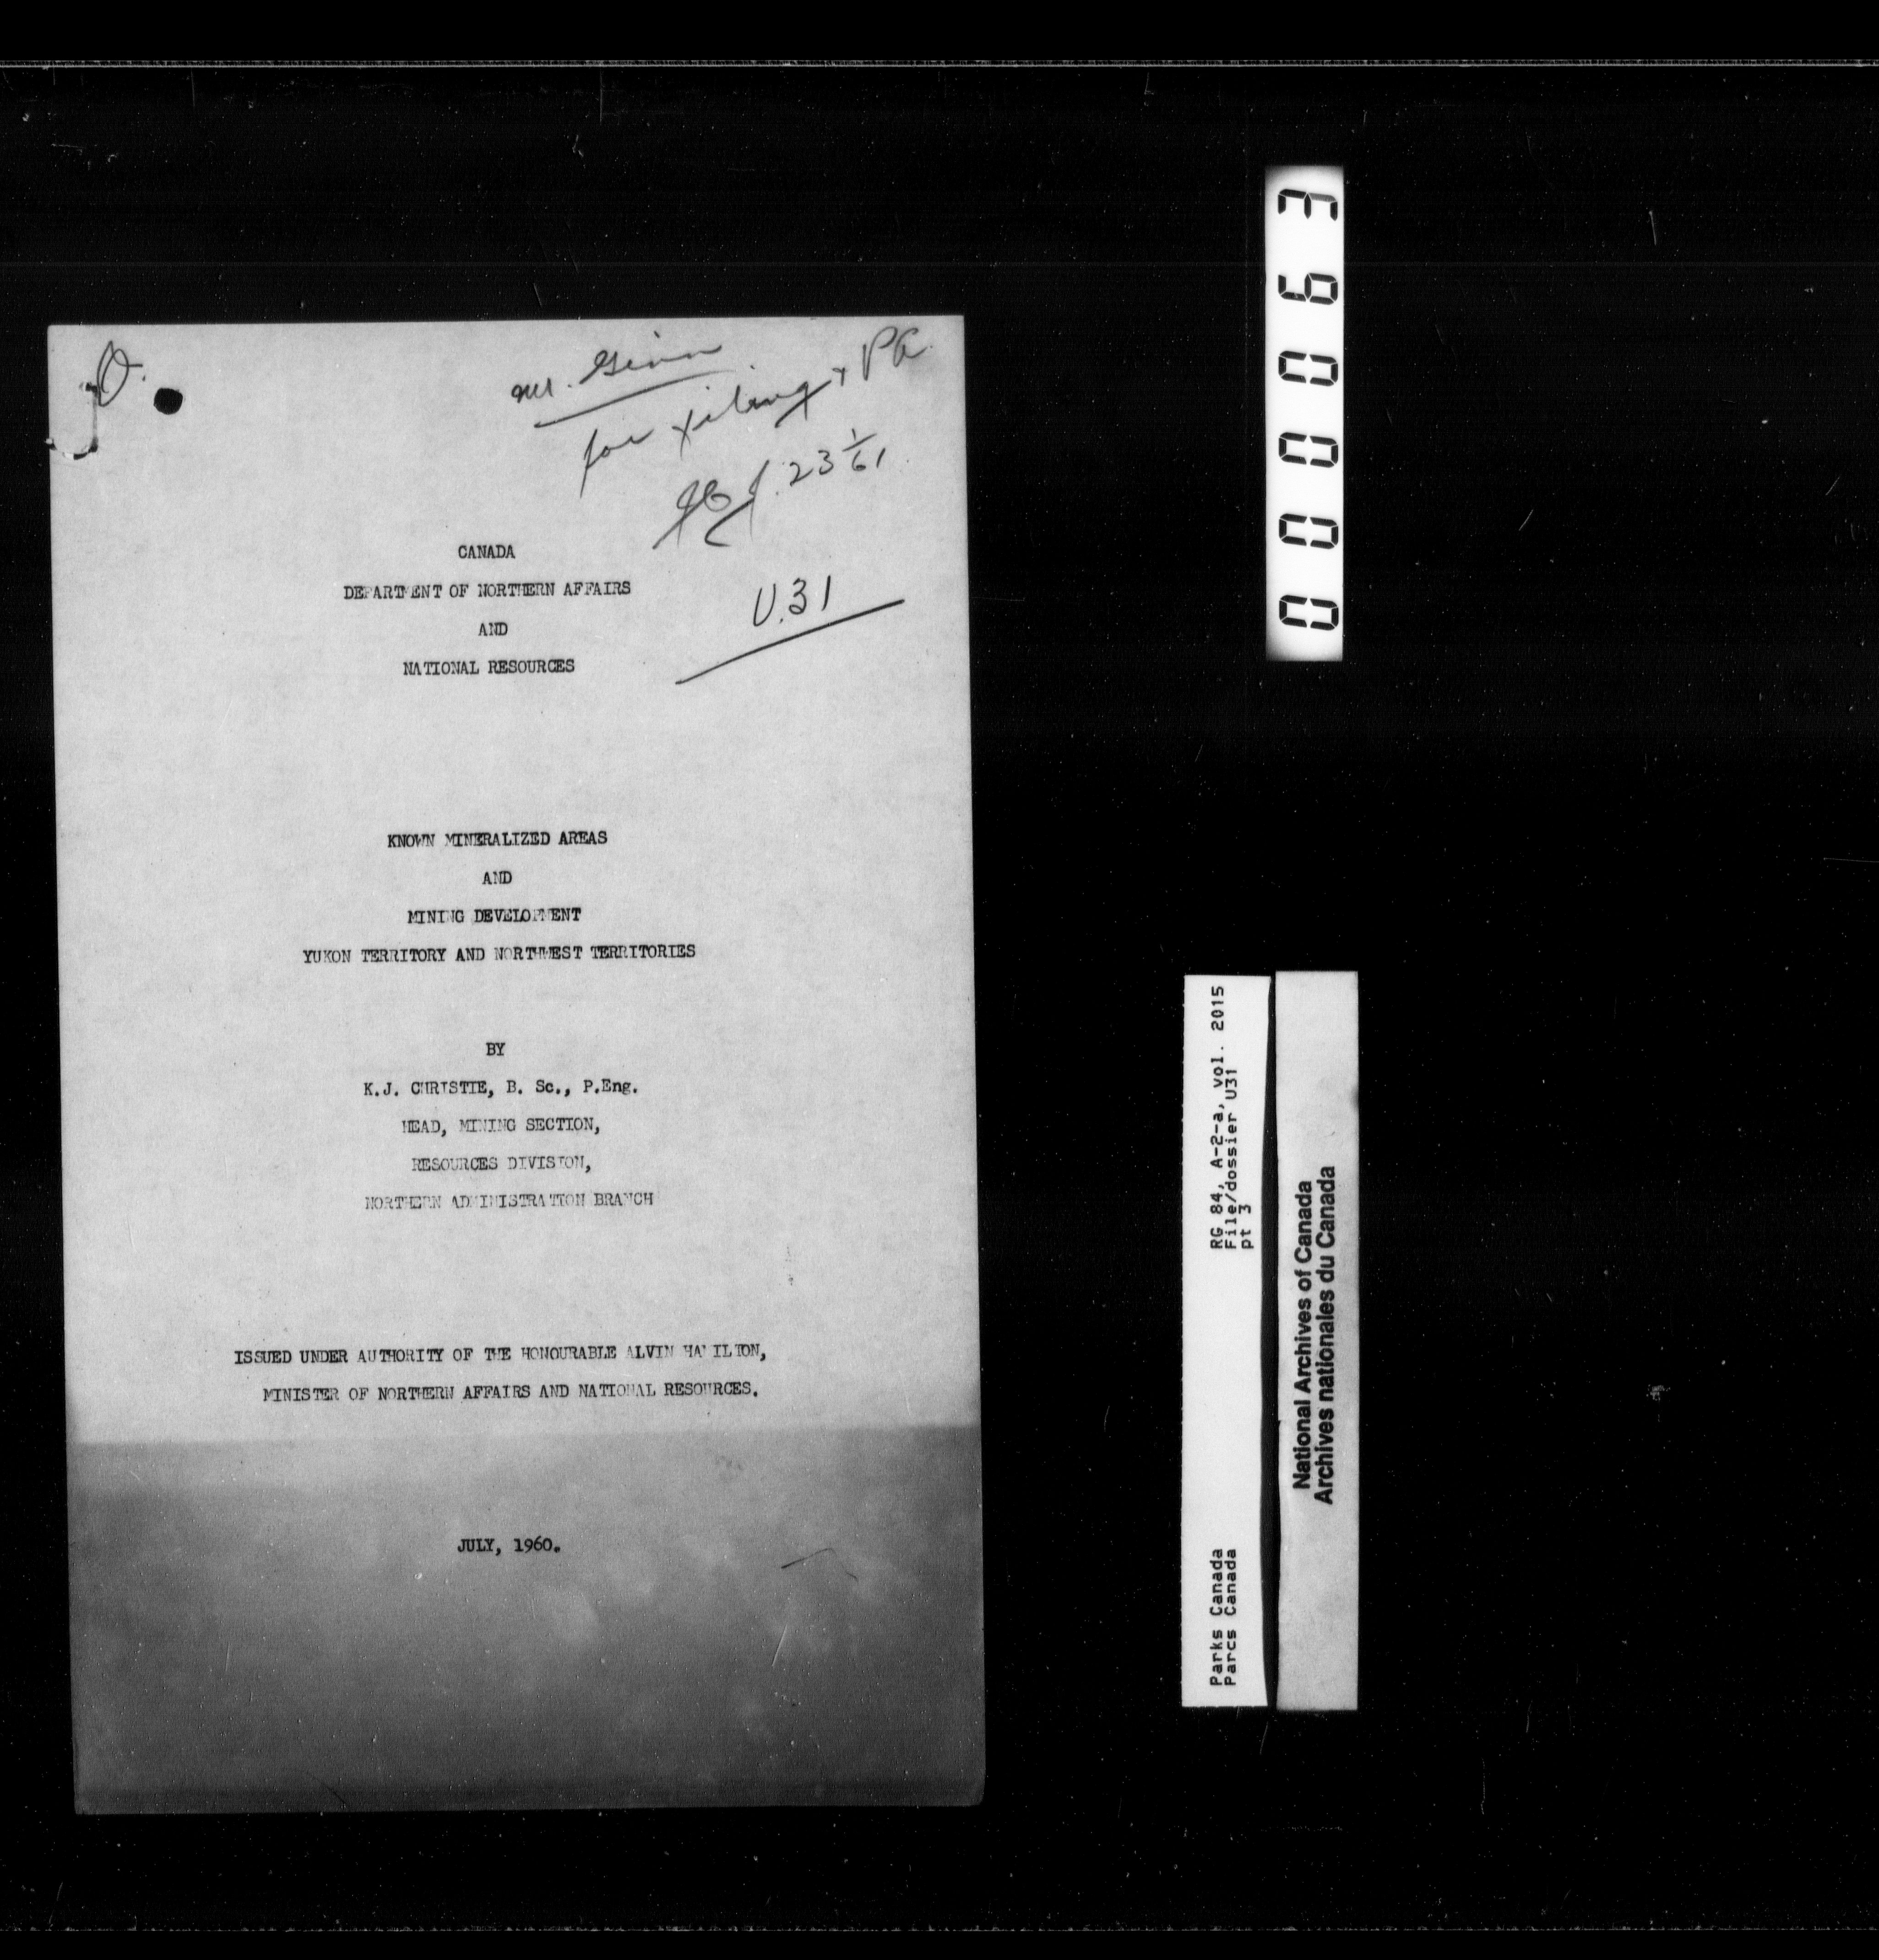 for filing & PA
23 1/61
U.31
CANADA
DEPARTMENT OF NORTHERN AFFAIRS
AND
NATIONAL RESOURCES
KNOWN MINERALIZED AREAS
AND
MINING DEVELOPMENT
YUKON TERRITORY AND NORTHWEST TERRITORIES
BY
K.J. CHRISTIE, B. Sc., P.Eng.
HEAD, MINING SECTION,
RESOURCES DIVISION,
NORTHERN ADMINISTRATION BRANCH
ISSUED UNDER AUTHORITY OF THE HONOURABLE ALVIN HAMILTON,
MINISTER OF NORTHERN AFFAIRS AND NATIONAL RESOURCES.
JULY, 1960.
000063
RG 84, A-2-a, vol. 2015
File/dossier U31
pt 3
Parks Canada
Parcs Canada
National Archives of Canada
Archives nationales du Canada